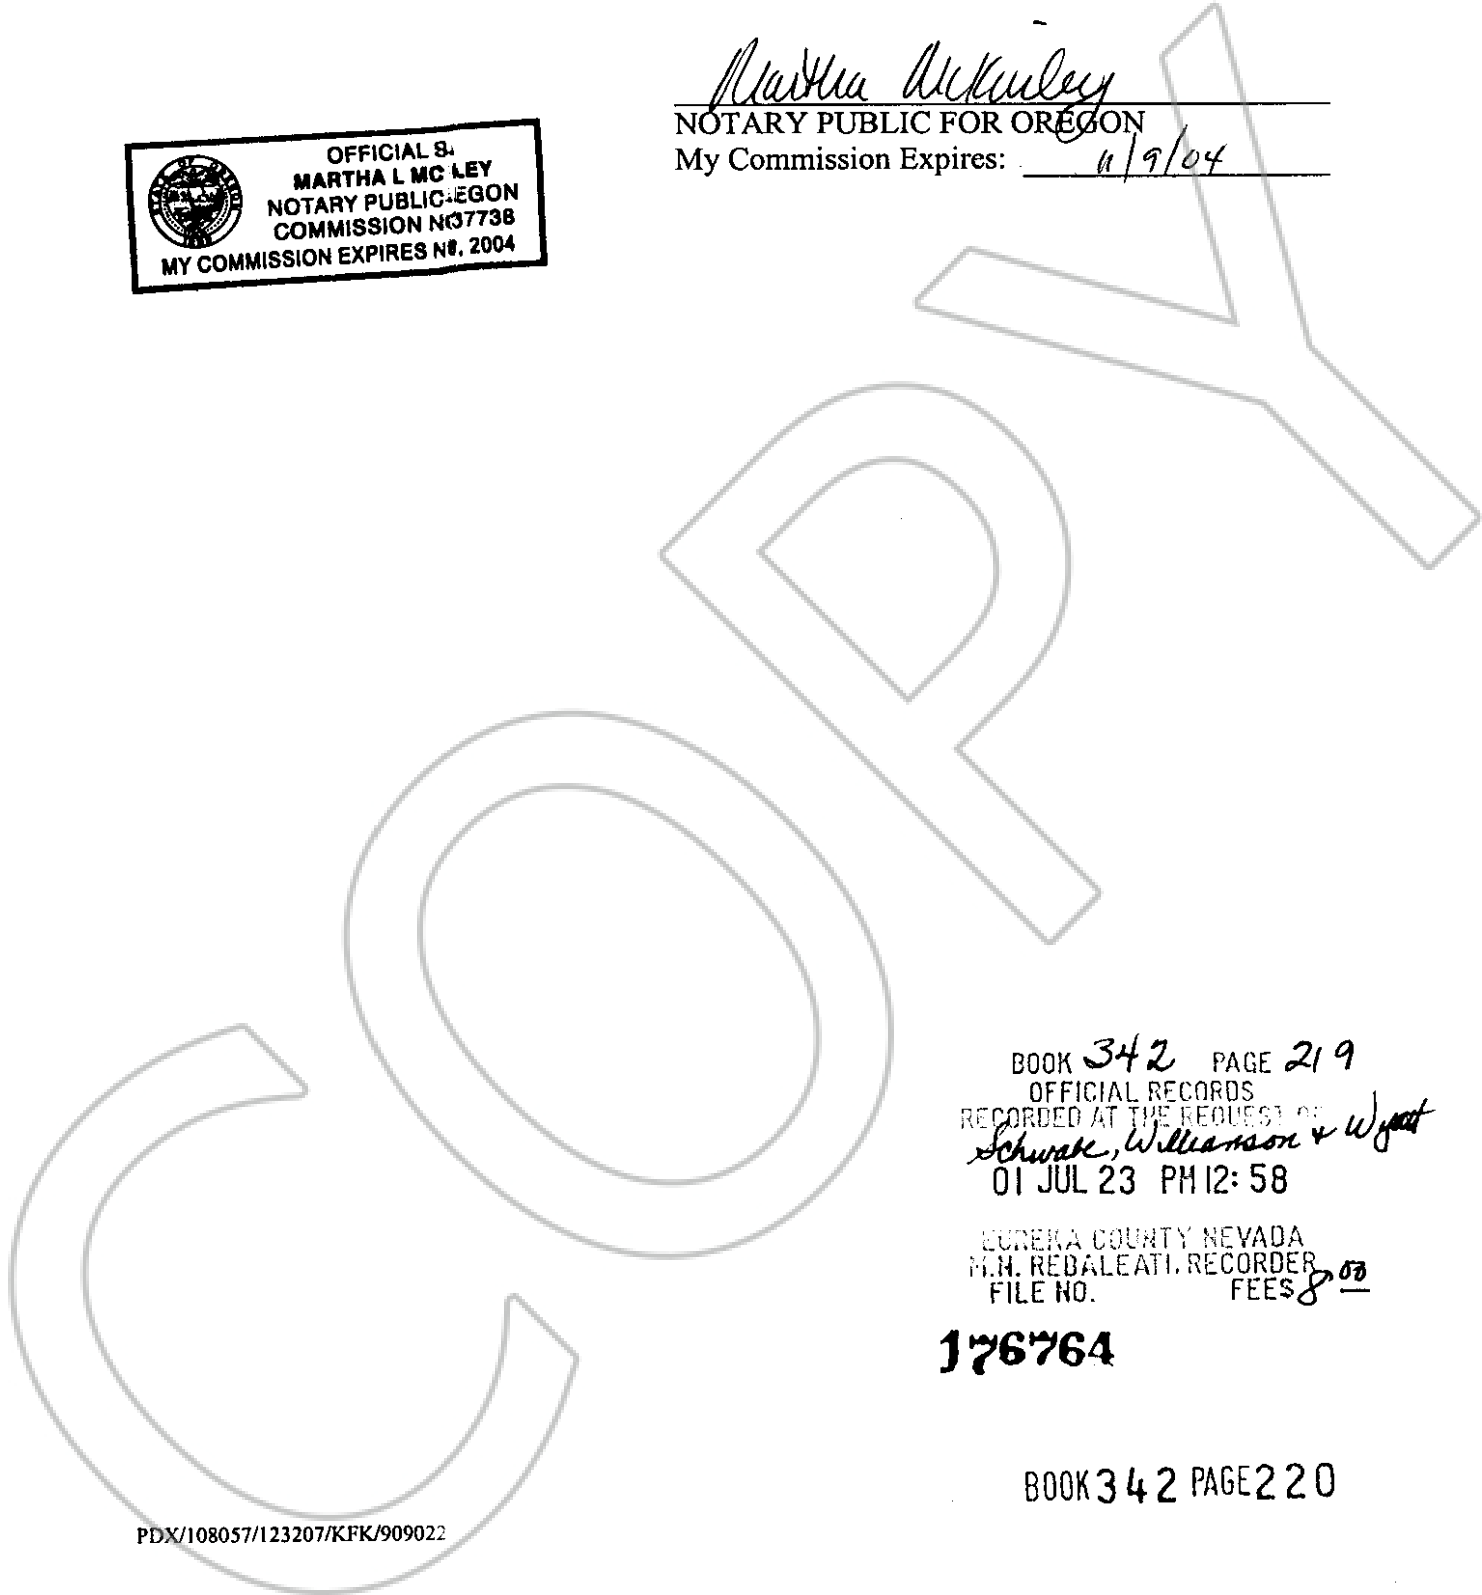 Martha McKinley
NOTARY PUBLIC FOR OREGON
My Commission Expires: 11/9/04
OFFICIAL S
MARTHA L MC LEY
NOTARY PUBLIC-EGON
COMMISSION NO37738
MY COMMISSION EXPIRES N 9, 2004
COPY
BOOK 342 PAGE 219
OFFICIAL RECORDS
RECORDED AT THE REQUEST OF
Schwabe, Williamson & Wyatt
01 JUL 23 PM 12:58
EUREKA COUNTY NEVADA
M.N. REBALEATI, RECORDER
FILE NO. FEES 8.00
176764
BOOK 342 PAGE 220
PDX/108057/123207/KFK/909022